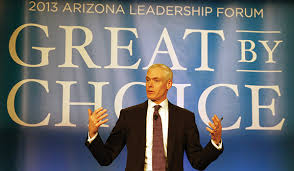 2013 ARIZONA LEADERSHIP FORUM
GREAT BY
CHOICE